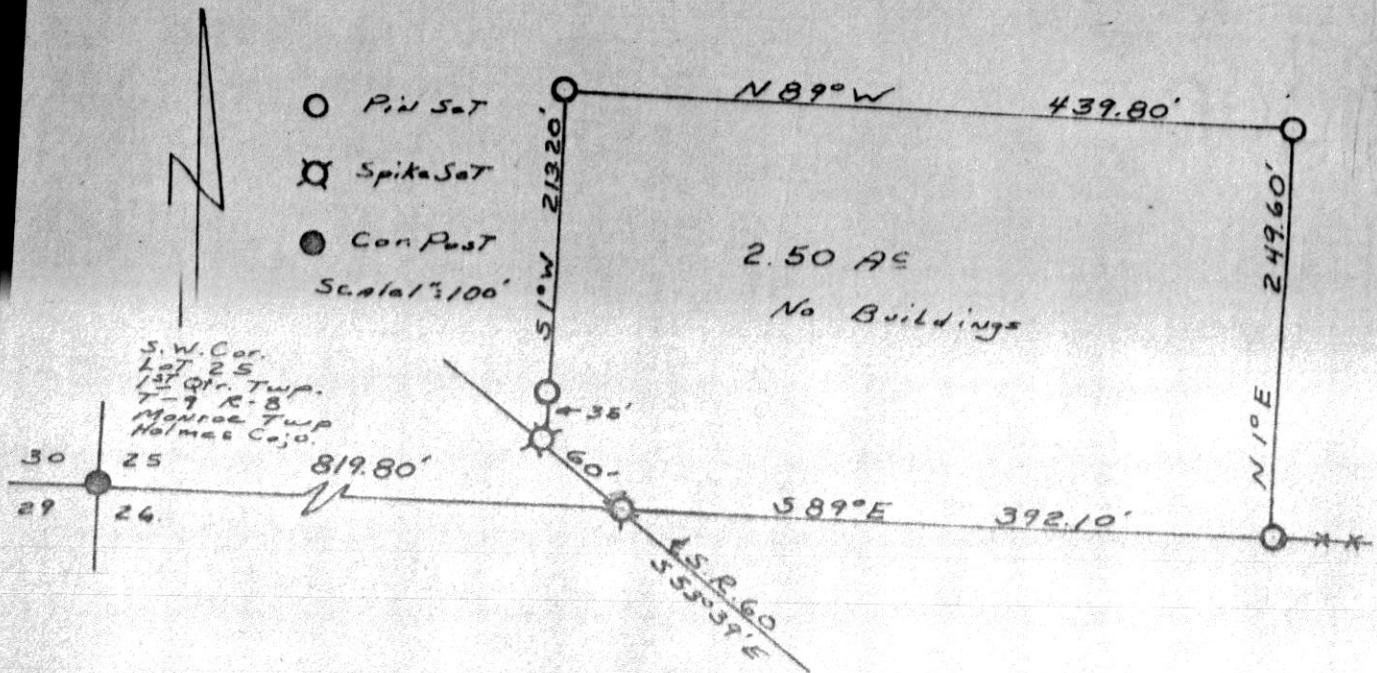 Pin Set
Spike Set
Cor. Post
Scale 1":100'
N 89° W 439.80'
S 1° W 213.20'
249.60'
N 1° E
2.50 Ac
No Buildings
S. W. Cor.
Lot 25
1ST Qtr. Twp.
T-9 R-8
Monroe Twp
Holmes Co; O.
30 25
29 26.
819.80'
60'
S 89° E 392.10'
S. R. 60
S 53° 39' E